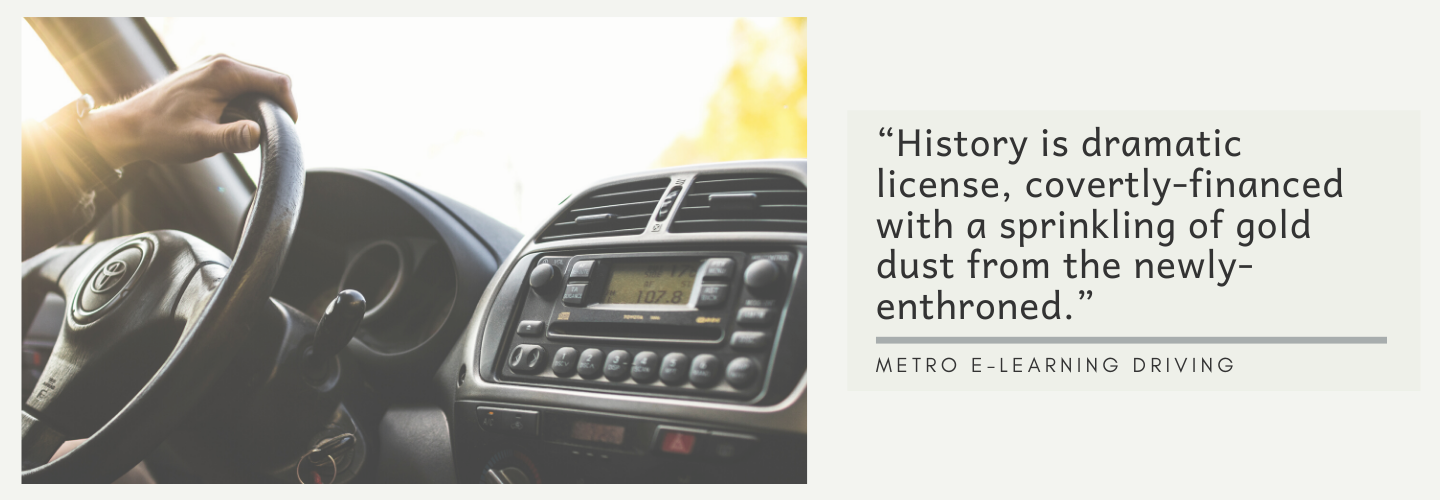 “History is dramatic
license, covertly-financed
with a sprinkling of gold
dust from the newly-
enthroned.”
METRO E-LEARNING DRIVING
107.8
TOYOTA